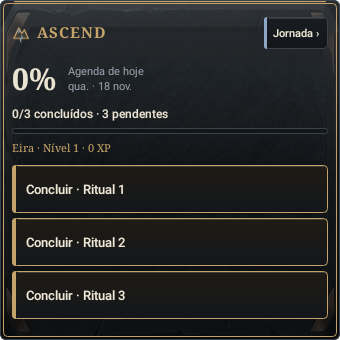 ASCEND
Jornada ›
0%
Agenda de hoje
qua. · 18 nov.
0/3 concluídos · 3 pendentes
Eira · Nível 1 · 0 XP
Concluir · Ritual 1
Concluir · Ritual 2
Concluir · Ritual 3